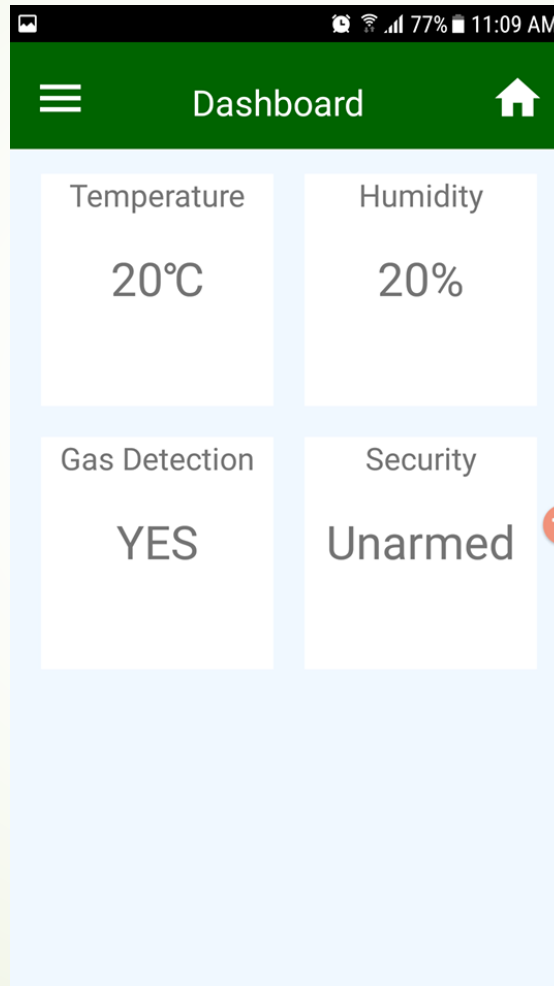 77% 11:09 AM
Dashboard
Temperature
Humidity
20°C
20%
Gas Detection
Security
YES
Unarmed